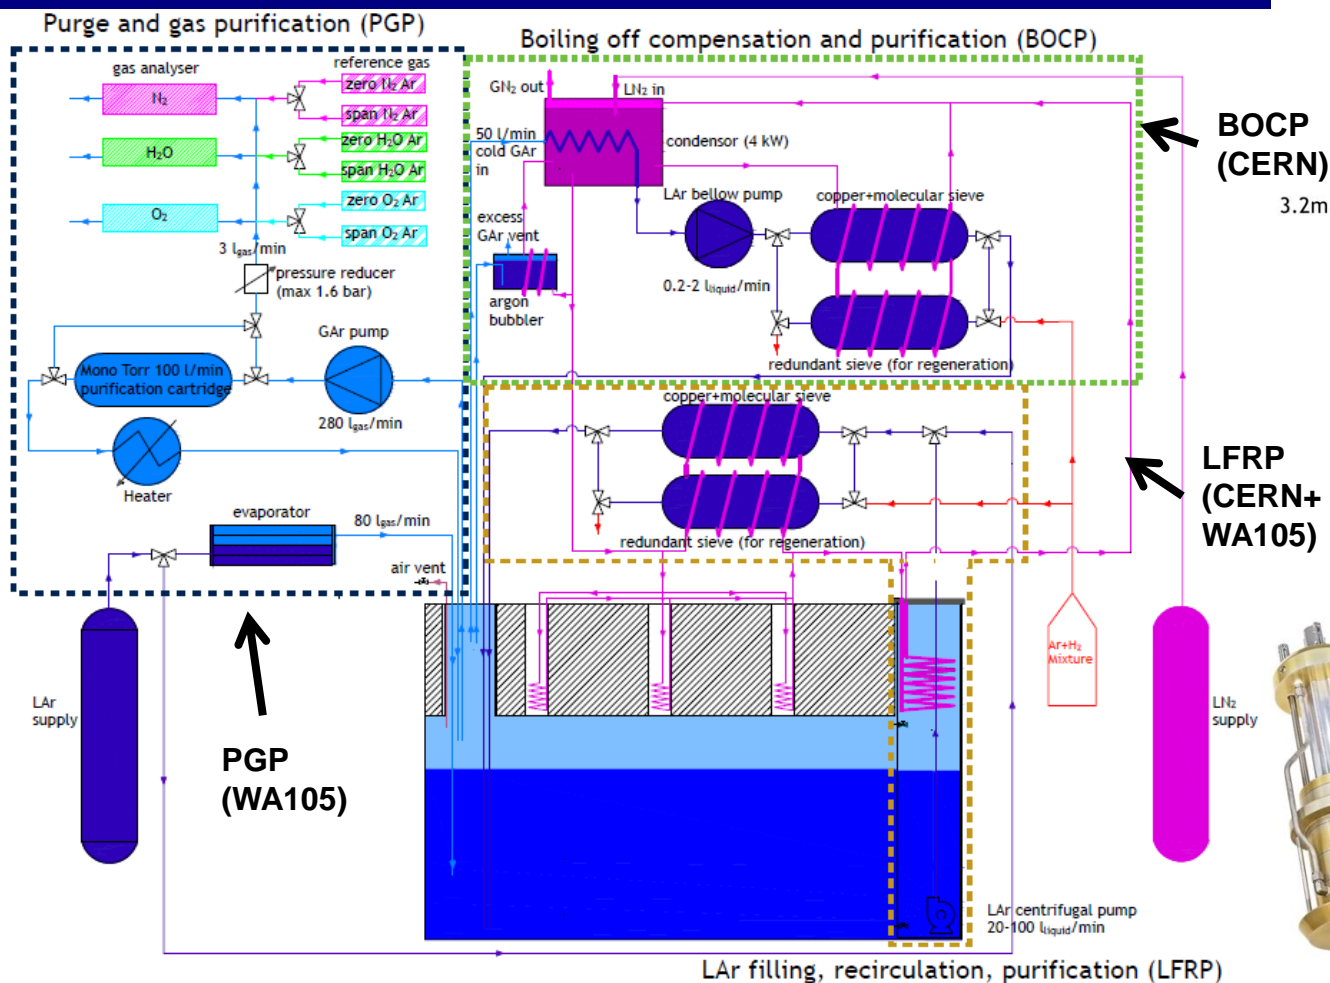 Purge and gas purification (PGP)
Boiling off compensation and purification (BOCP)
gas analyser
reference gas
N₂
zero N₂ Ar
span N₂ Ar
H₂O
zero H₂O Ar
span H₂O Ar
O₂
zero O₂ Ar
span O₂ Ar
3 lgas/min
pressure reducer
(max 1.6 bar)
GAr pump
Mono Torr 100 l/min
purification cartridge
280 lgas/min
Heater
evaporator
80 lgas/min
air vent
GN₂ out
LN₂ in
50 l/min
cold GAr
in
condensor (4 kW)
LAr bellow pump
copper+molecular sieve
excess
GAr vent
0.2-2 lliquid/min
argon
bubbler
redundant sieve (for regeneration)
copper+molecular sieve
redundant sieve (for regeneration)
BOCP
(CERN)
3.2m
LFRP
(CERN+
WA105)
Ar+H₂
Mixture
LN₂
supply
LAr
supply
PGP
(WA105)
LAr centrifugal pump
20-100 lliquid/min
LAr filling, recirculation, purification (LFRP)